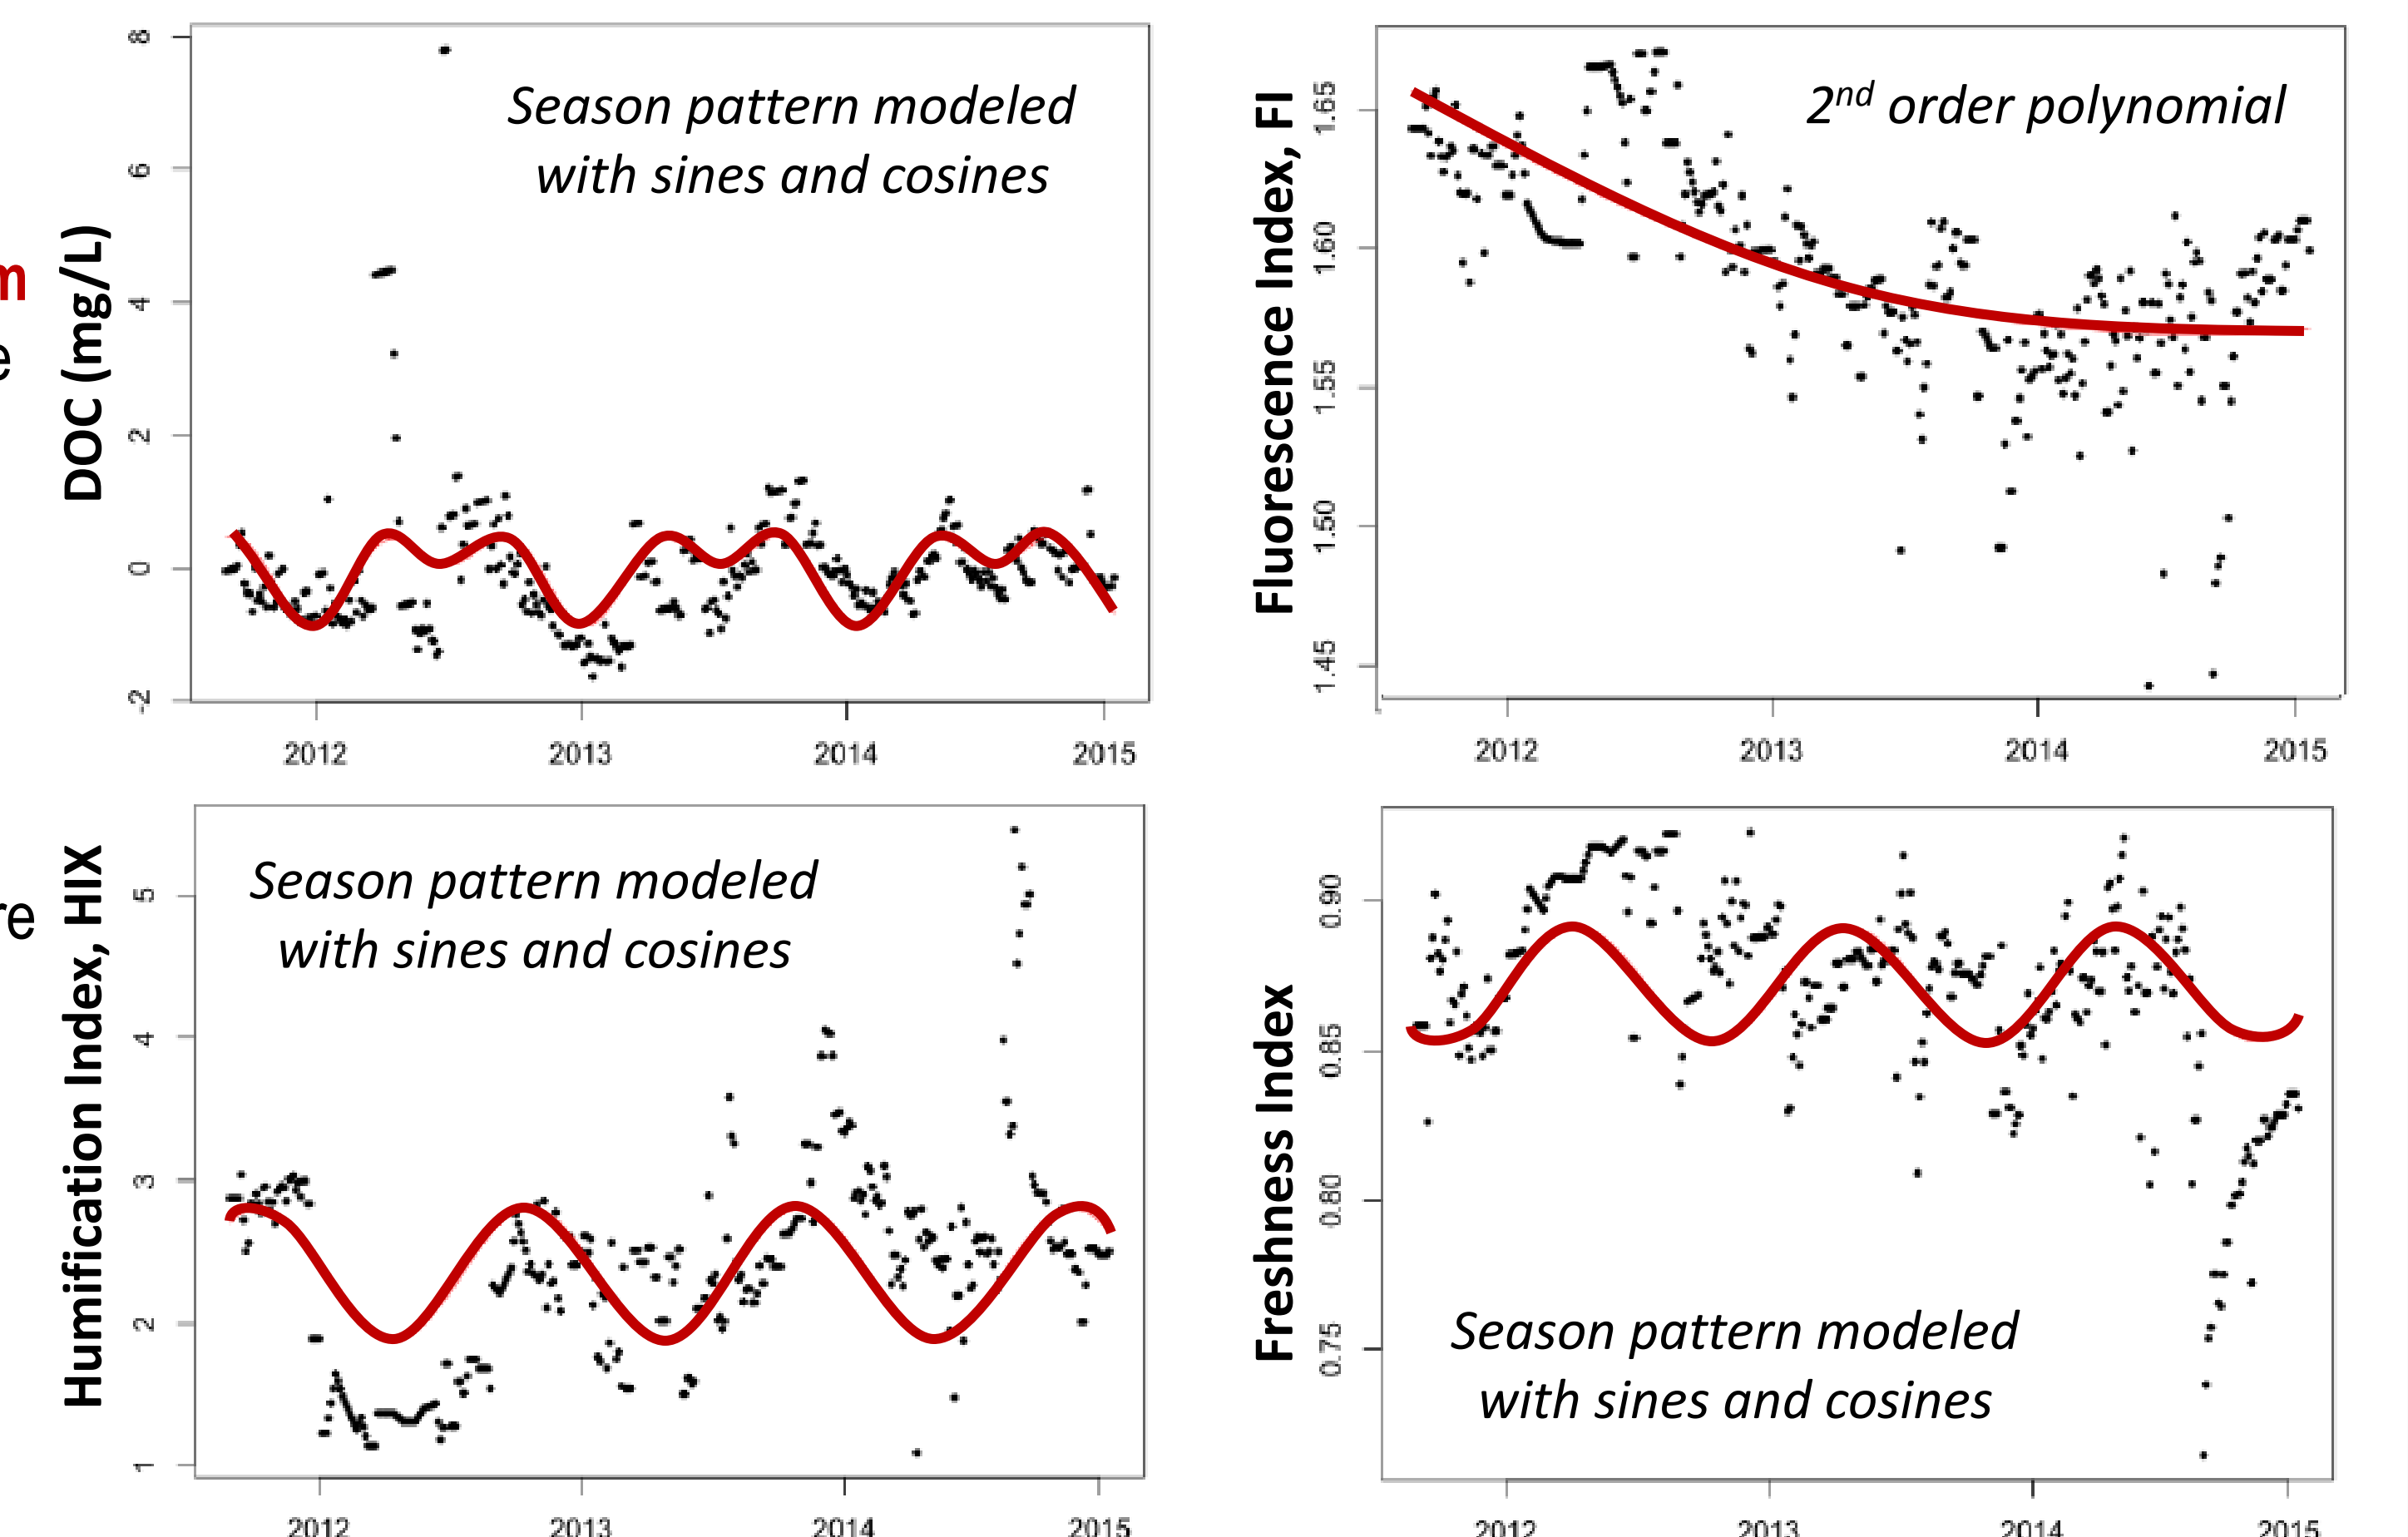 m
e
re
DOC (mg/L)
8
6
4
2
0
-2
Season pattern modeled
with sines and cosines
2012 2013 2014 2015
Fluorescence Index, FI
1.65
1.60
1.55
1.50
1.45
2nd order polynomial
2012 2013 2014 2015
Humification Index, HIX
5
4
3
2
1
Season pattern modeled
with sines and cosines
2012 2013 2014 2015
Freshness Index
0.90
0.85
0.80
0.75
Season pattern modeled
with sines and cosines
2012 2013 2014 2015